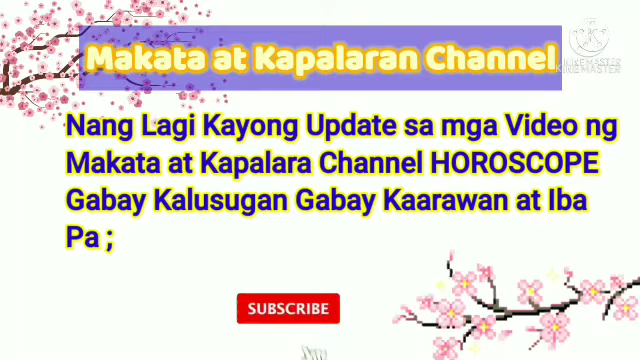 Makata at Kapalaran Channel
KINEMASTER
Nang Lagi Kayong Update sa mga Video ng
Makata at Kapalara Channel HOROSCOPE
Gabay Kalusugan Gabay Kaarawan at Iba
Pa ;
SUBSCRIBE